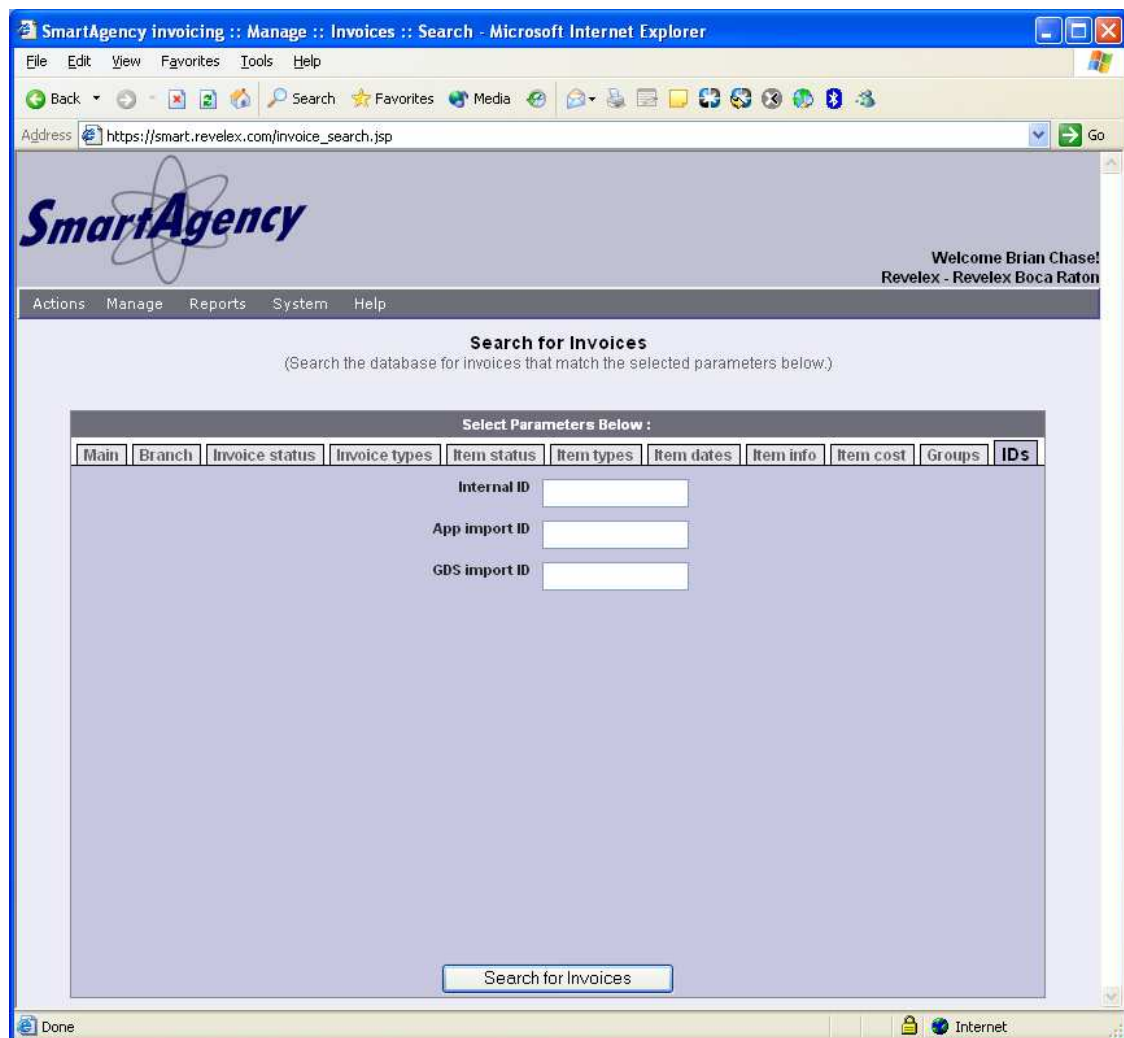 SmartAgency invoicing :: Manage :: Invoices :: Search - Microsoft Internet Explorer
File Edit View Favorites Tools Help
Back Search Favorites Media
Address https://smart.revelex.com/invoice_search.jsp Go
SmartAgency
Welcome Brian Chase!
Revelex - Revelex Boca Raton
Actions Manage Reports System Help
Search for Invoices
(Search the database for invoices that match the selected parameters below.)
Select Parameters Below :
Main Branch Invoice status Invoice types Item status Item types Item dates Item info Item cost Groups IDs
Internal ID
App import ID
GDS import ID
Search for Invoices
Done Internet